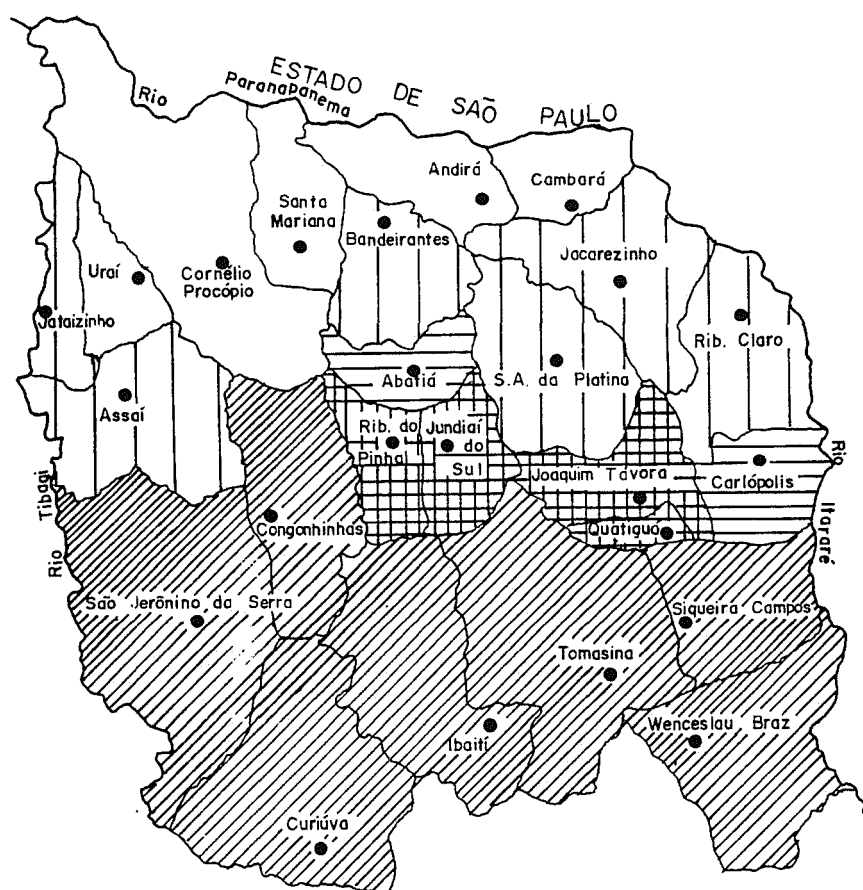 ESTADO DE SÃO PAULO
Rio Paranapanema
Andirá
Cambará
Santa
Mariana
Bandeirantes
Jacarezinho
Uraí
Cornélio
Procópio
Jataizinho
Rib. Claro
Abatiá
S.A. da Platina
Assaí
Rib. do
Pinhal
Jundiaí
do
Sul
Joaquim Távora
Carlópolis
Rio Itararé
Rio Tibagi
Congonhinhas
Quatiguá
São Jerônino da Serra
Siqueira Campos
Tomasina
Wenceslau Braz
Ibaití
Curiúva